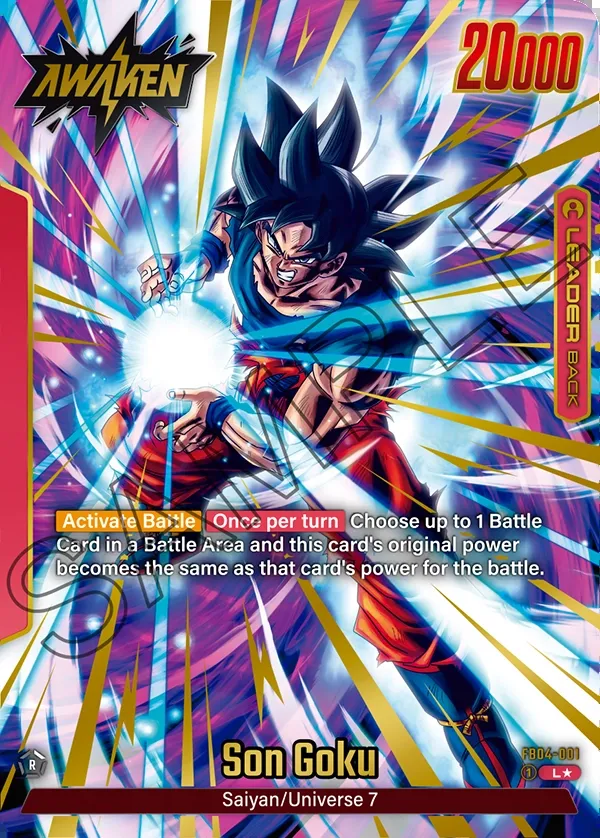 AWAKEN
20000
LEADER BACK
Activate Battle Once per turn Choose up to 1 Battle
Card in a Battle Area and this card's original power
becomes the same as that card's power for the battle.
SAMPLE
Son Goku
FB04-001
R
1 L★
Saiyan/Universe 7